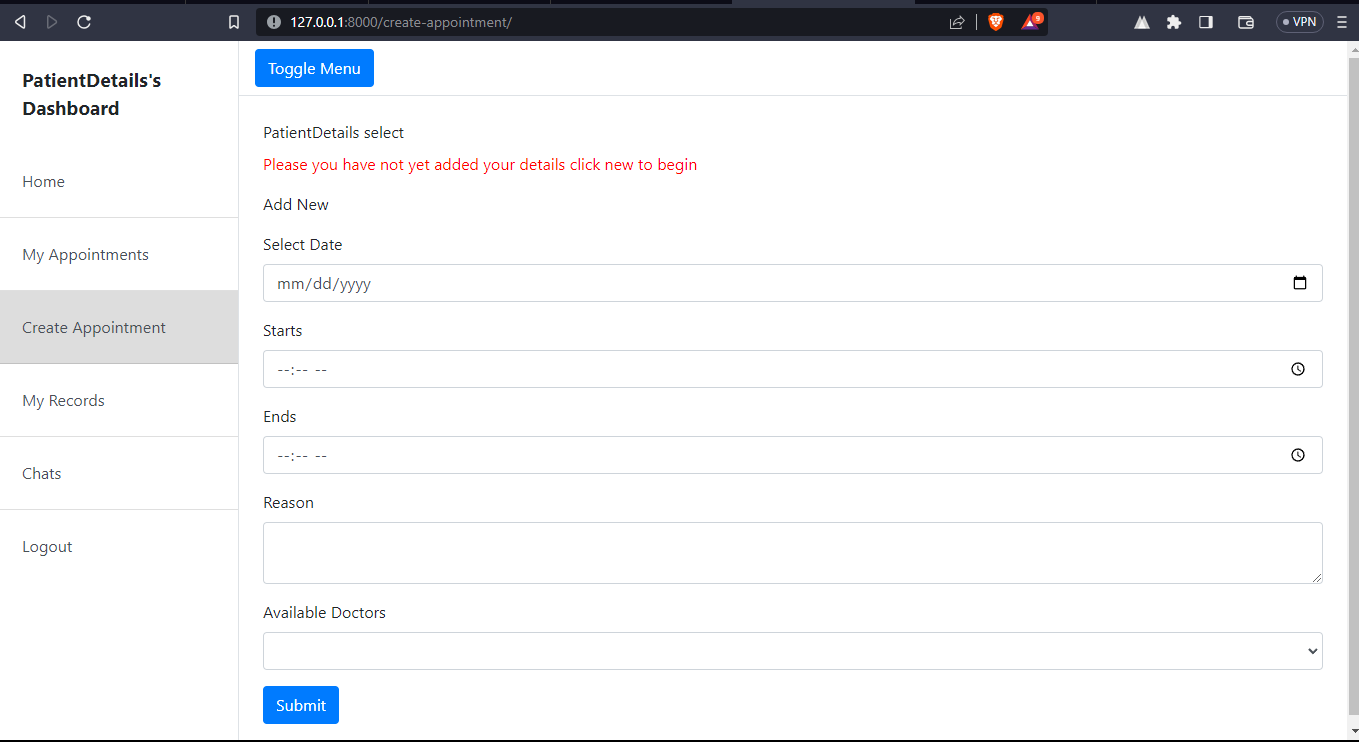 127.0.0.1:8000/create-appointment/
9
VPN
PatientDetails's
Dashboard
Home
My Appointments
Create Appointment
My Records
Chats
Logout
Toggle Menu
PatientDetails select
Please you have not yet added your details click new to begin
Add New
Select Date
mm/dd/yyyy
Starts
--:-- --
Ends
--:-- --
Reason
Available Doctors
Submit